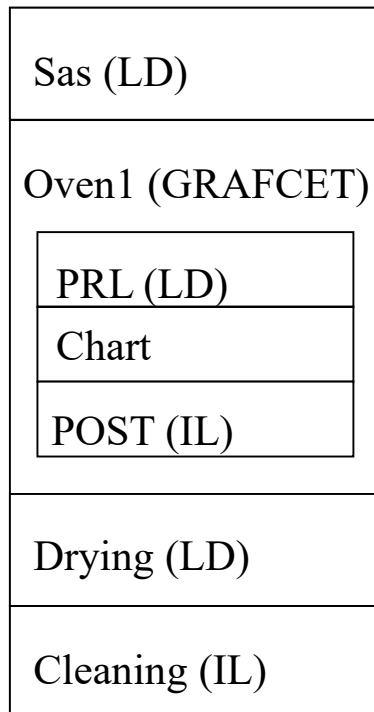 Sas (LD)
Oven1 (GRAFCET)
PRL (LD)
Chart
POST (IL)
Drying (LD)
Cleaning (IL)